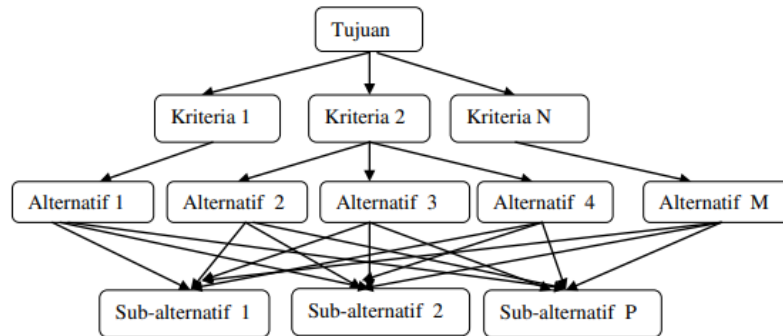 Tujuan
Kriteria 1
Kriteria 2
Kriteria N
Alternatif 1
Alternatif 2
Alternatif 3
Alternatif 4
Alternatif M
Sub-alternatif 1
Sub-alternatif 2
Sub-alternatif P